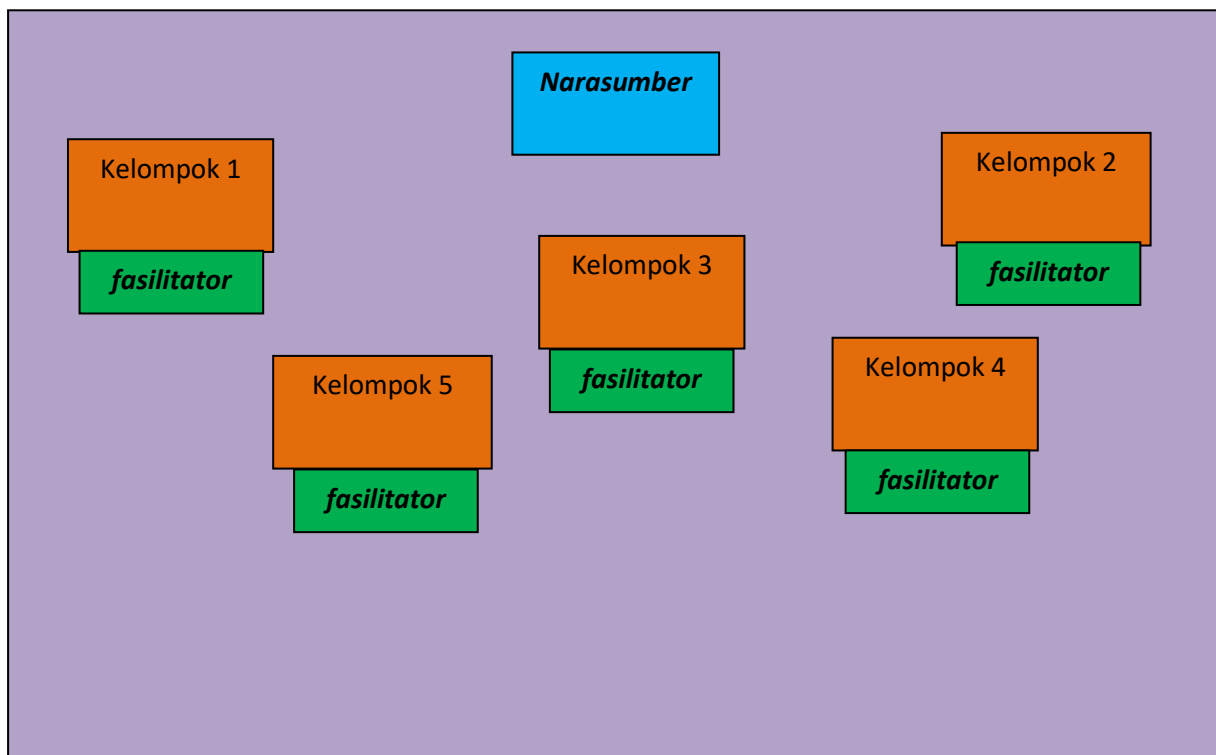 Narasumber
Kelompok 1
fasilitator
Kelompok 2
fasilitator
Kelompok 3
fasilitator
Kelompok 5
fasilitator
Kelompok 4
fasilitator